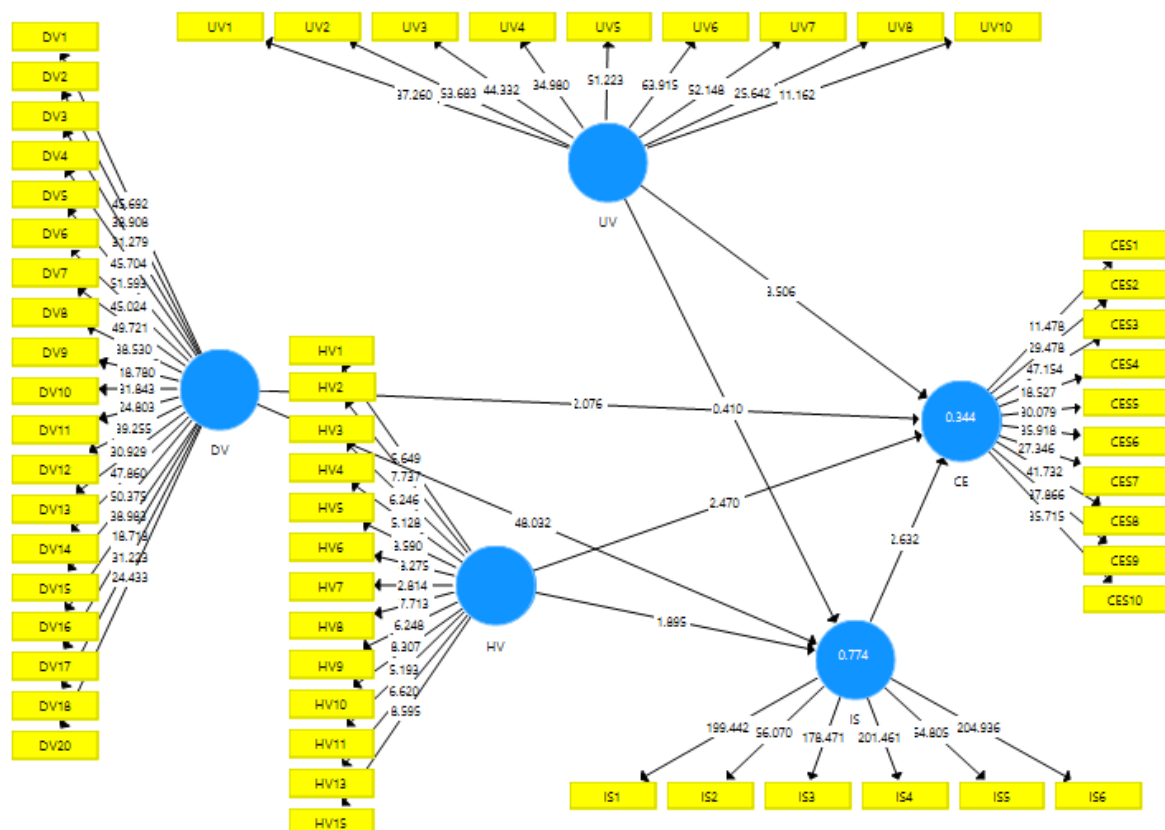 UV1
UV2
UV3
UV4
UV5
UV6
UV7
UV8
UV10
37.260
53.683
44.332
34.980
51.223
63.915
52.148
25.642
11.162
UV
DV1
DV2
DV3
DV4
DV5
DV6
DV7
DV8
DV9
DV10
DV11
DV12
DV13
DV14
DV15
DV16
DV17
DV18
DV20
45.692
38.908
31.279
45.704
51.593
45.024
49.721
38.530
18.780
31.843
24.803
39.255
30.929
47.860
50.375
38.983
18.718
31.223
24.433
DV
HV1
HV2
HV3
HV4
HV5
HV6
HV7
HV8
HV9
HV10
HV11
HV13
HV15
5.649
7.737
6.246
5.128
3.590
3.275
2.814
7.713
6.248
8.307
5.193
6.620
8.595
HV
3.506
2.076
0.410
48.032
2.470
1.895
2.632
0.344
CE
11.478
29.478
47.154
18.527
30.079
35.918
27.346
41.732
37.866
35.715
CES1
CES2
CES3
CES4
CES5
CES6
CES7
CES8
CES9
CES10
0.774
IS
199.442
56.070
178.471
201.461
54.805
204.936
IS1
IS2
IS3
IS4
IS5
IS6